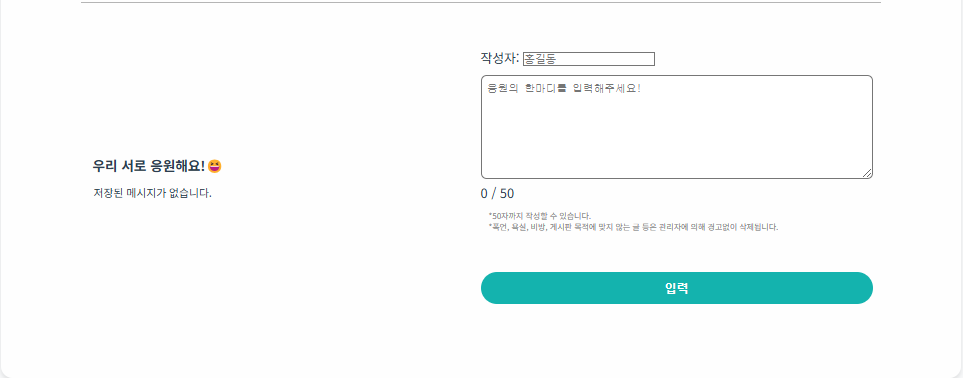 우리 서로 응원해요!😆
저장된 메시지가 없습니다.
작성자: 홍길동
응원의 한마디를 입력해주세요!
0 / 50
*50자까지 작성할 수 있습니다.
*폭언, 욕설, 비방, 게시판 목적에 맞지 않는 글 등은 관리자에 의해 경고없이 삭제됩니다.
입력